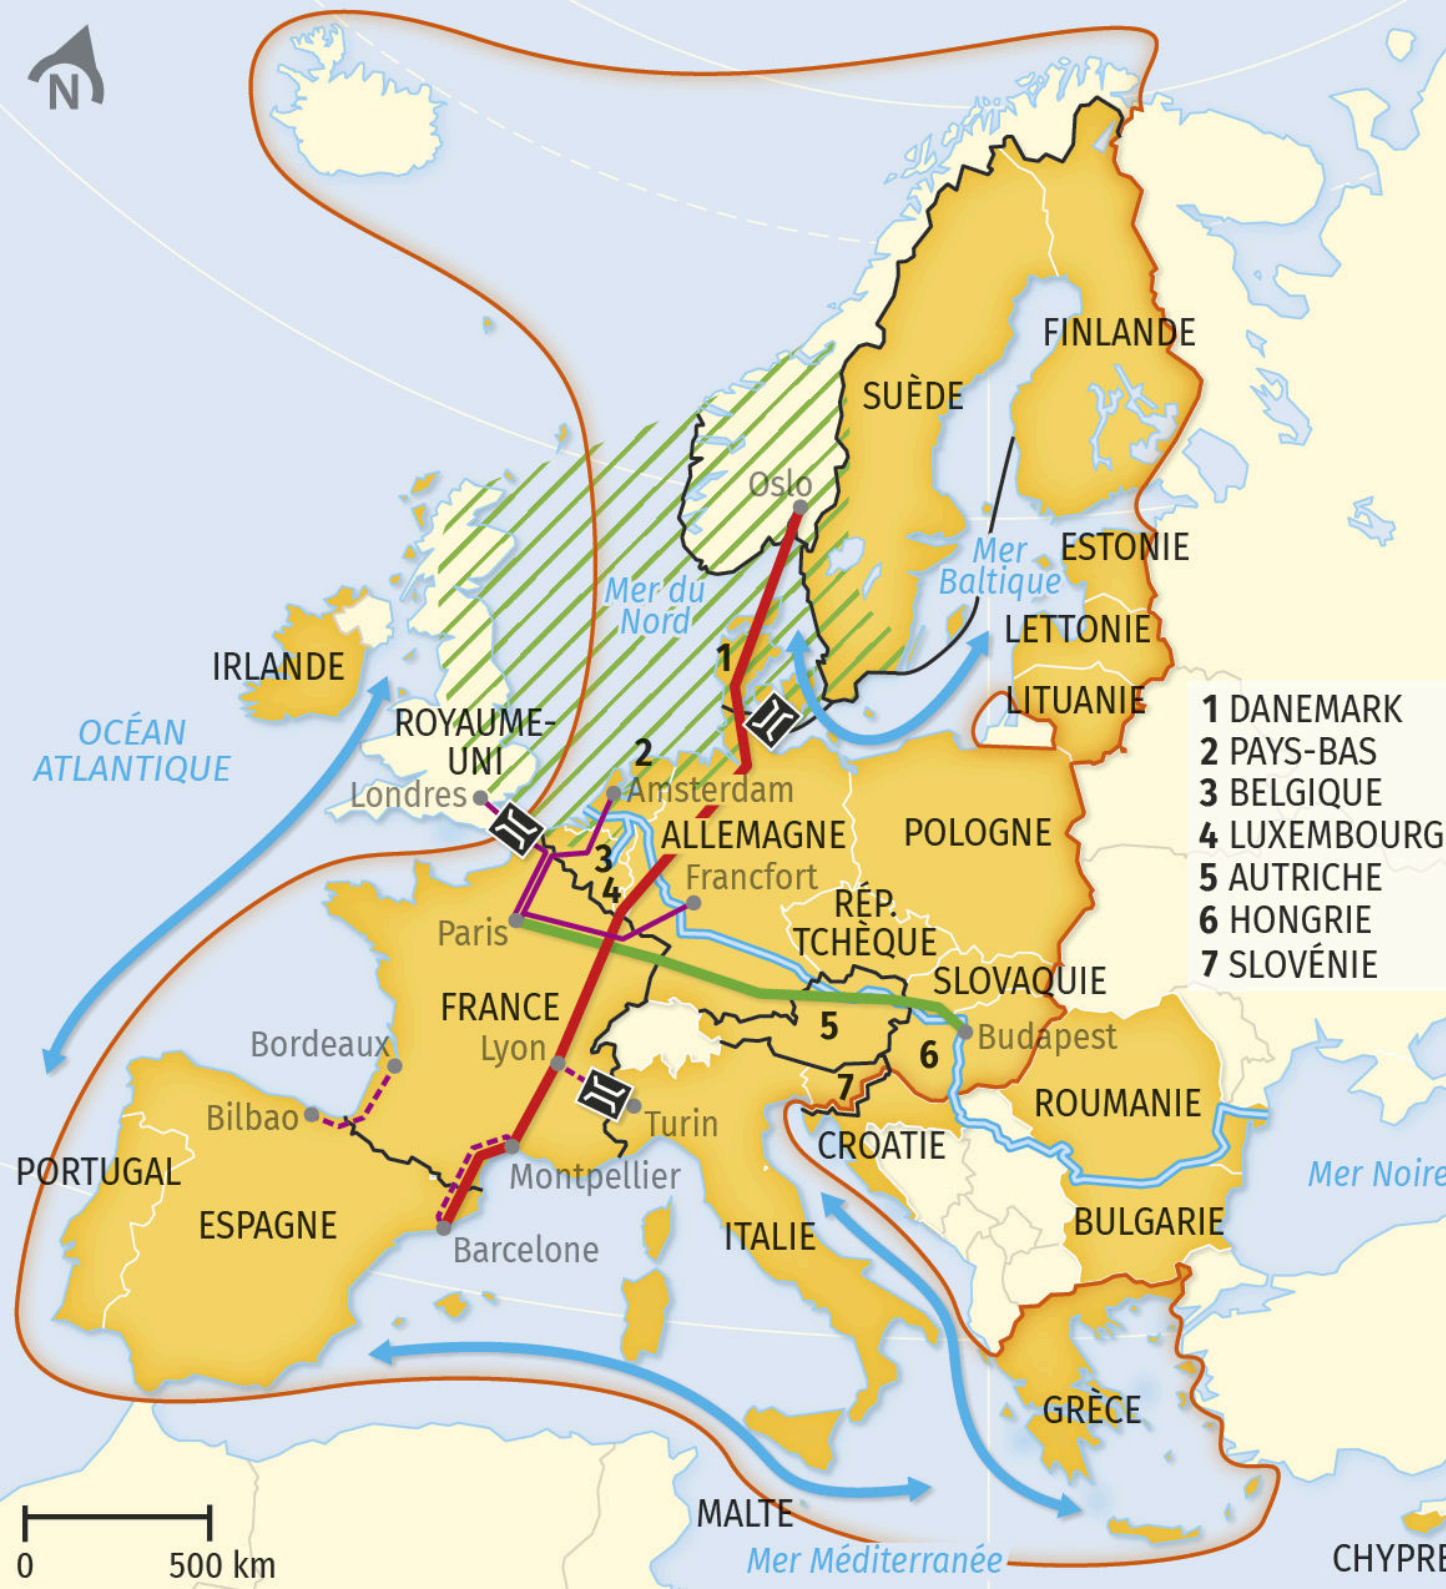 N
FINLANDE
SUÈDE
Oslo
Mer
Baltique
ESTONIE
Mer du
Nord
LETTONIE
IRLANDE
1
LITUANIE
OCÉAN
ATLANTIQUE
ROYAUME-
UNI
2
Londres
Amsterdam
ALLEMAGNE
POLOGNE
3
4
Francfort
RÉP.
TCHÈQUE
Paris
SLOVAQUIE
FRANCE
5
Budapest
Lyon
6
Bordeaux
7
ROUMANIE
Bilbao
Turin
CROATIE
PORTUGAL
Montpellier
Mer Noire
ESPAGNE
ITALIE
BULGARIE
Barcelone
GRÈCE
MALTE
Mer Méditerranée
CHYPRE
0 500 km
1 DANEMARK
2 PAYS-BAS
3 BELGIQUE
4 LUXEMBOURG
5 AUTRICHE
6 HONGRIE
7 SLOVÉNIE